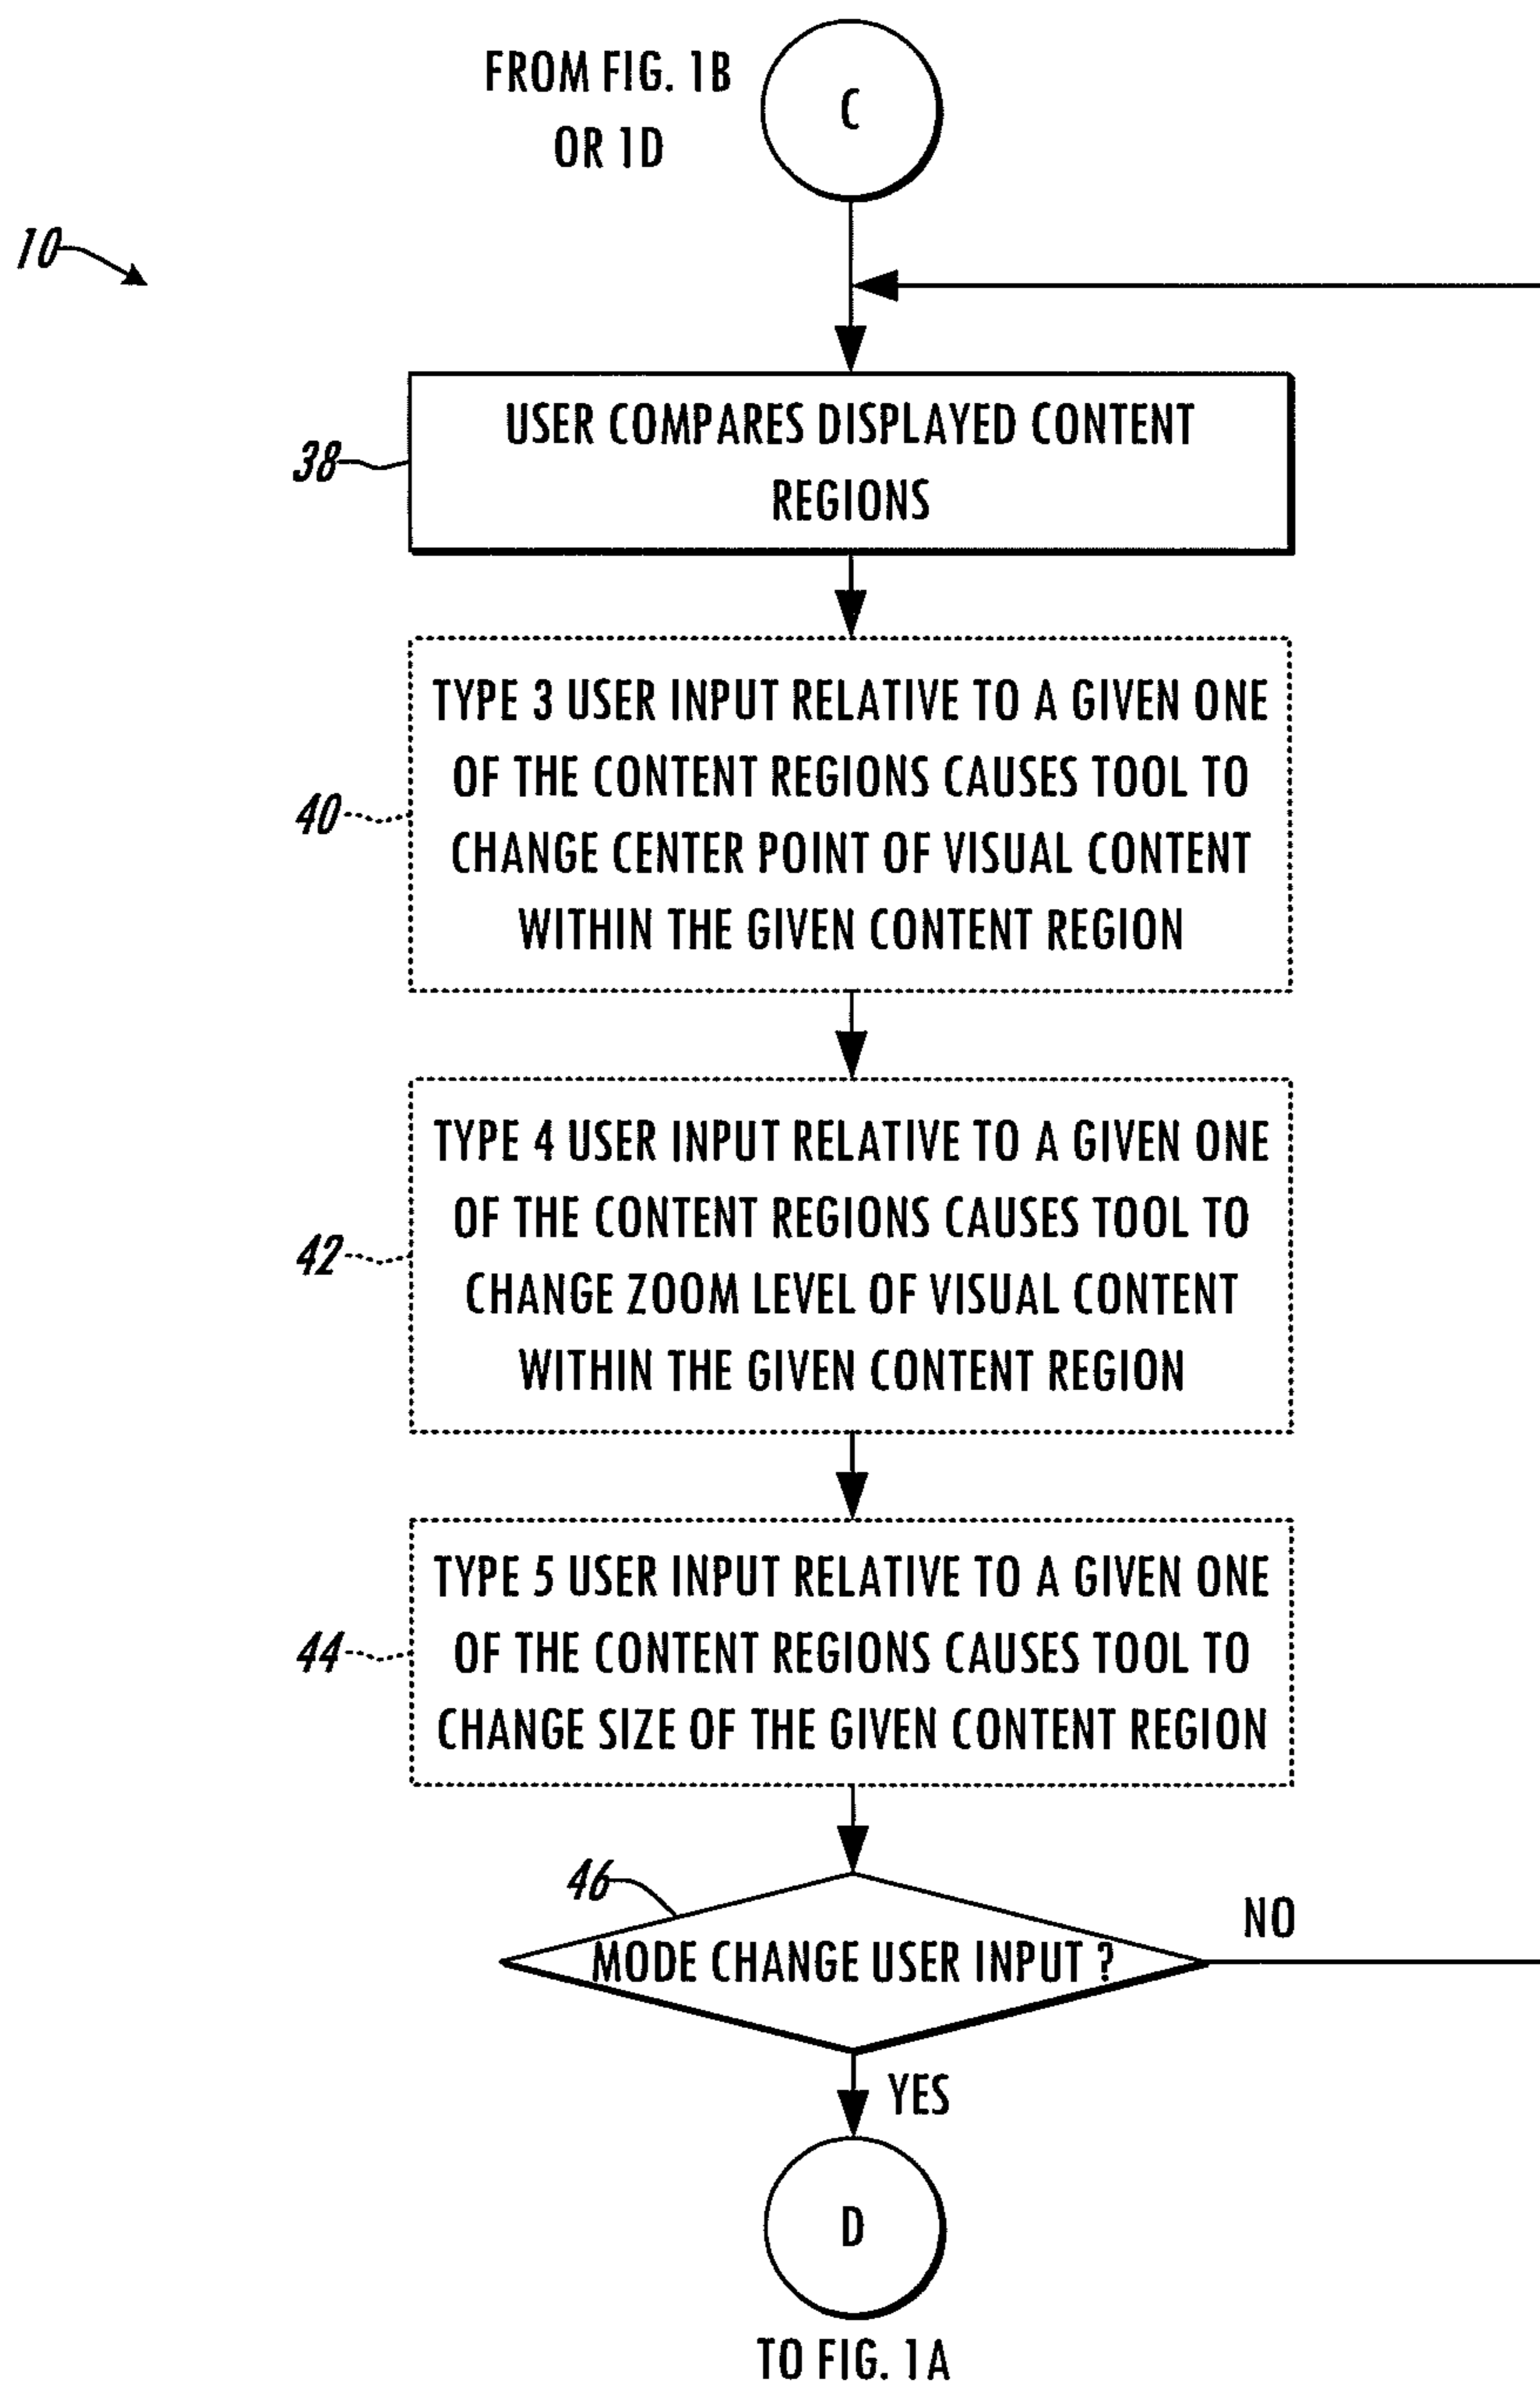 FROM FIG. 1B
OR 1D
C
10
38
USER COMPARES DISPLAYED CONTENT
REGIONS
40
TYPE 3 USER INPUT RELATIVE TO A GIVEN ONE
OF THE CONTENT REGIONS CAUSES TOOL TO
CHANGE CENTER POINT OF VISUAL CONTENT
WITHIN THE GIVEN CONTENT REGION
42
TYPE 4 USER INPUT RELATIVE TO A GIVEN ONE
OF THE CONTENT REGIONS CAUSES TOOL TO
CHANGE ZOOM LEVEL OF VISUAL CONTENT
WITHIN THE GIVEN CONTENT REGION
44
TYPE 5 USER INPUT RELATIVE TO A GIVEN ONE
OF THE CONTENT REGIONS CAUSES TOOL TO
CHANGE SIZE OF THE GIVEN CONTENT REGION
46
MODE CHANGE USER INPUT ?
NO
YES
D
TO FIG. 1A